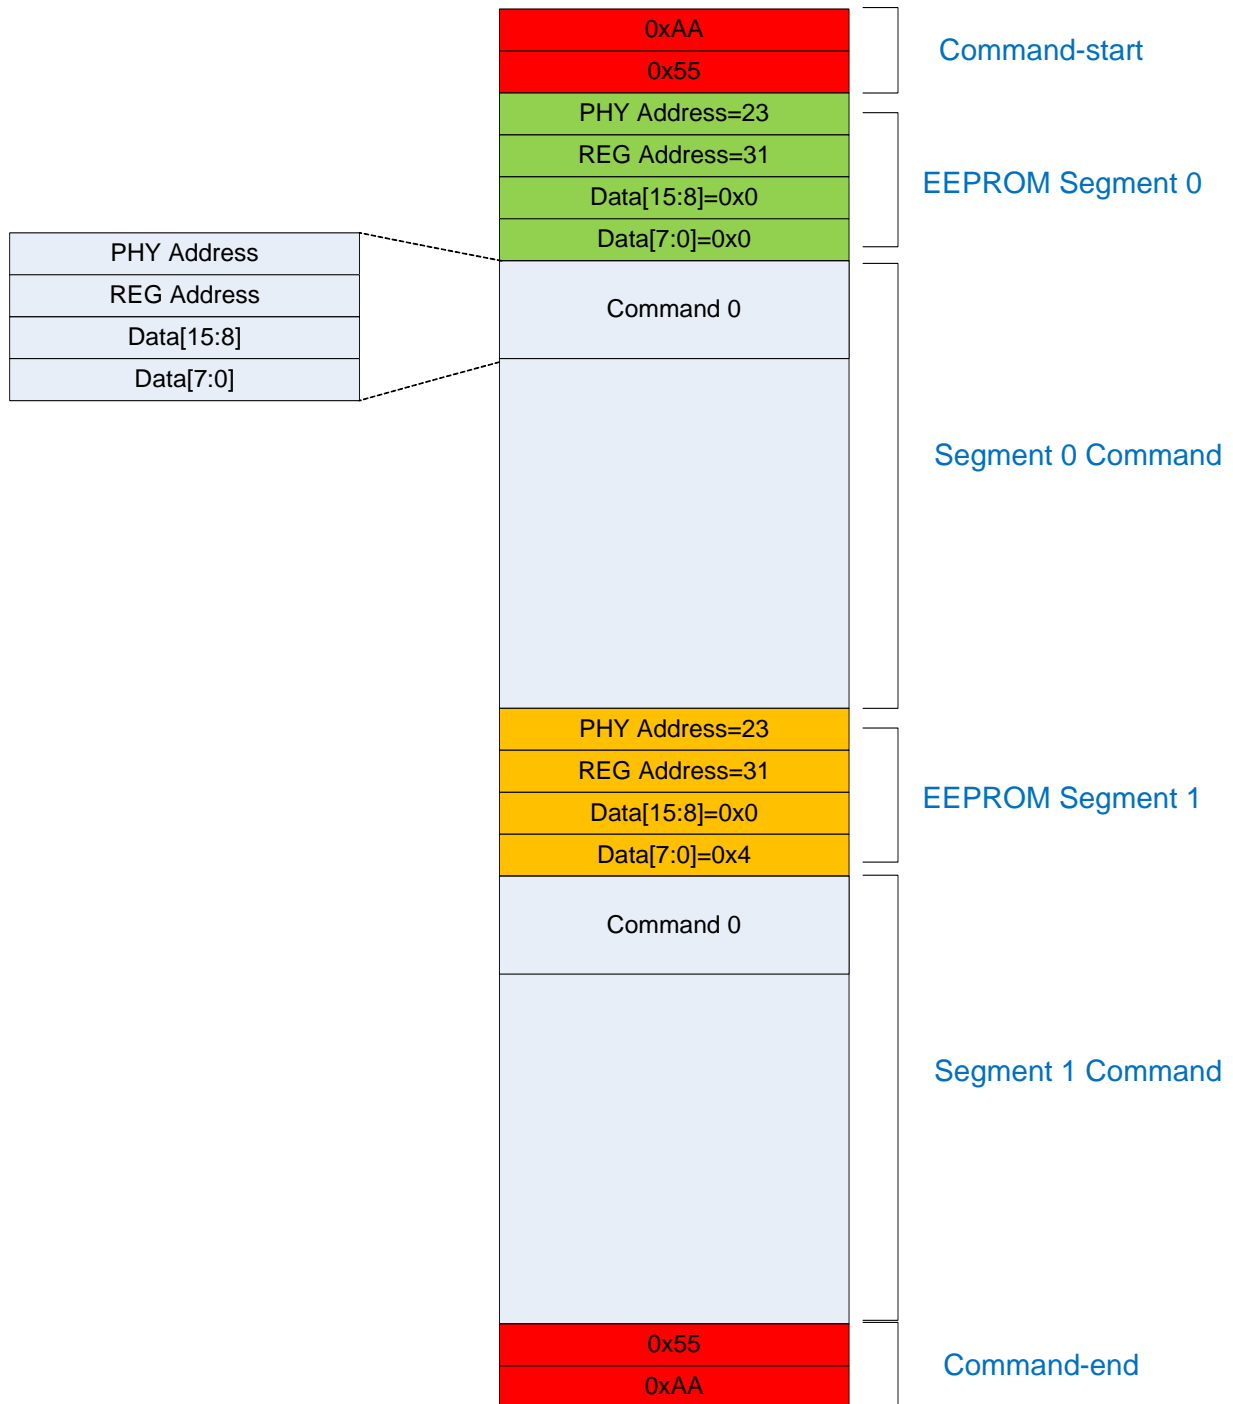 0xAA
Command-start
0x55
PHY Address=23
REG Address=31
EEPROM Segment 0
Data[15:8]=0x0
Data[7:0]=0x0
PHY Address
REG Address
Data[15:8]
Data[7:0]
Command 0
Segment 0 Command
PHY Address=23
REG Address=31
EEPROM Segment 1
Data[15:8]=0x0
Data[7:0]=0x4
Command 0
Segment 1 Command
0x55
Command-end
0xAA